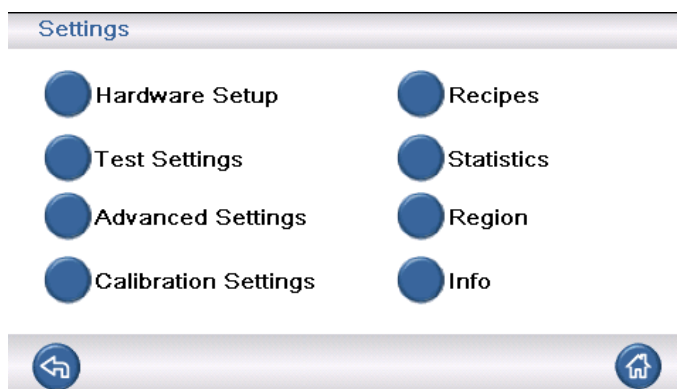 Settings
Hardware Setup
Recipes
Test Settings
Statistics
Advanced Settings
Region
Calibration Settings
Info